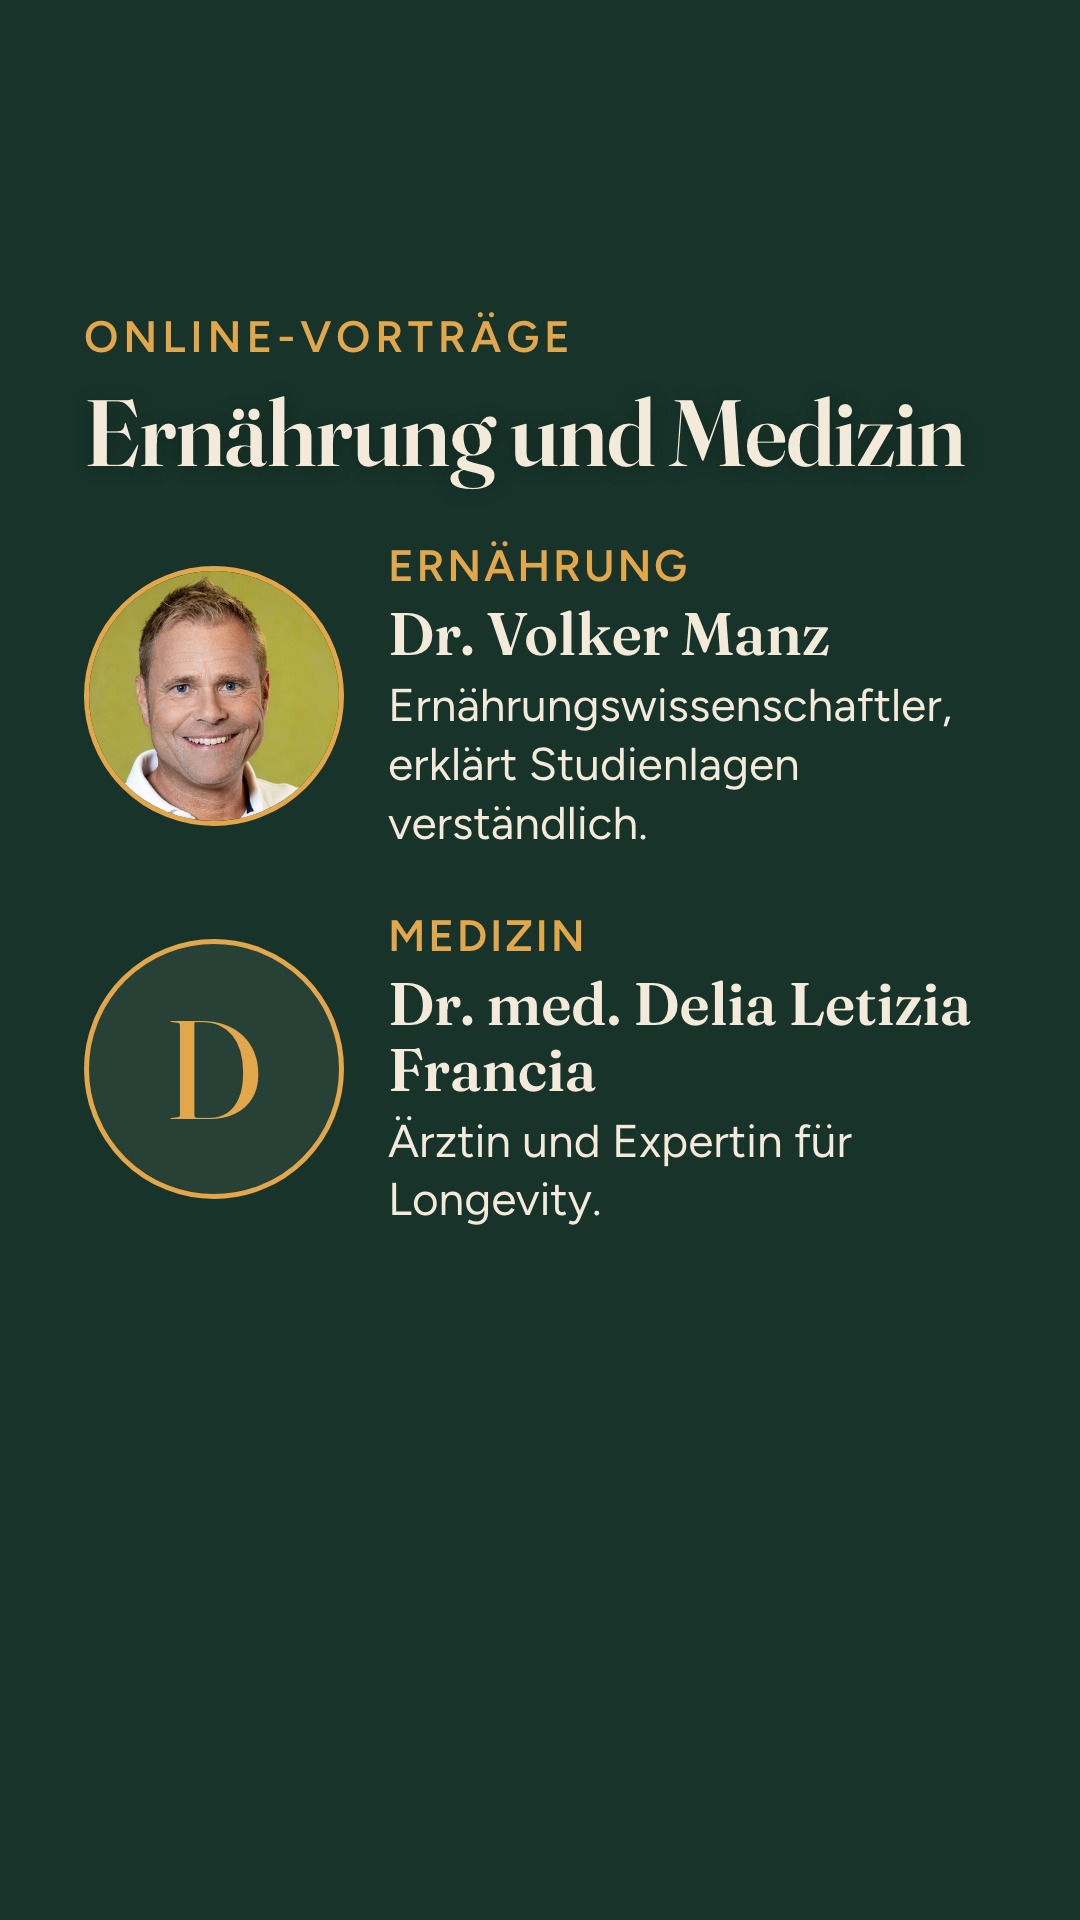 ONLINE-VORTRÄGE
Ernährung und Medizin
ERNÄHRUNG
Dr. Volker Manz
Ernährungswissenschaftler,
erklärt Studienlagen
verständlich.
D
MEDIZIN
Dr. med. Delia Letizia
Francia
Ärztin und Expertin für
Longevity.